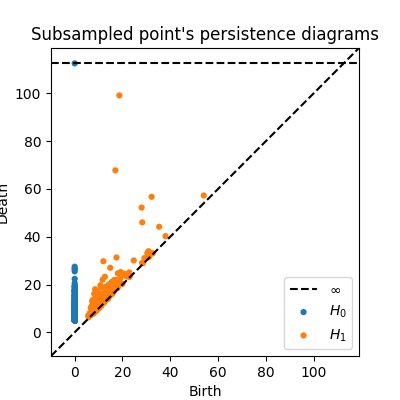 Subsampled point's persistence diagrams
100
80
60
40
20
0
Death
0 20 40 60 80 100
Birth
∞
H₀
H₁